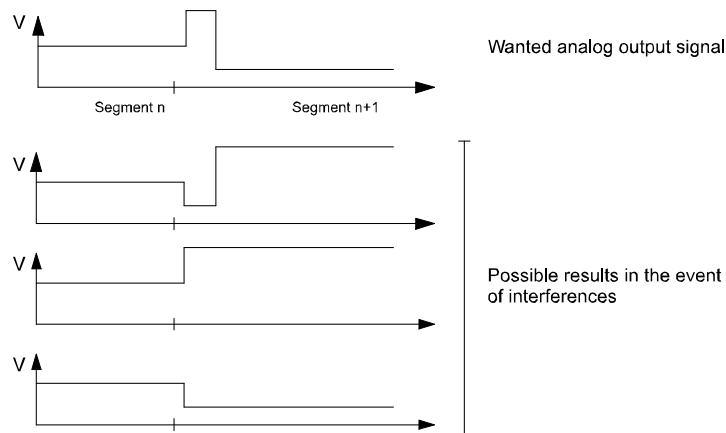 V
Wanted analog output signal
Segment n
Segment n+1
V
V
Possible results in the event
of interferences
V